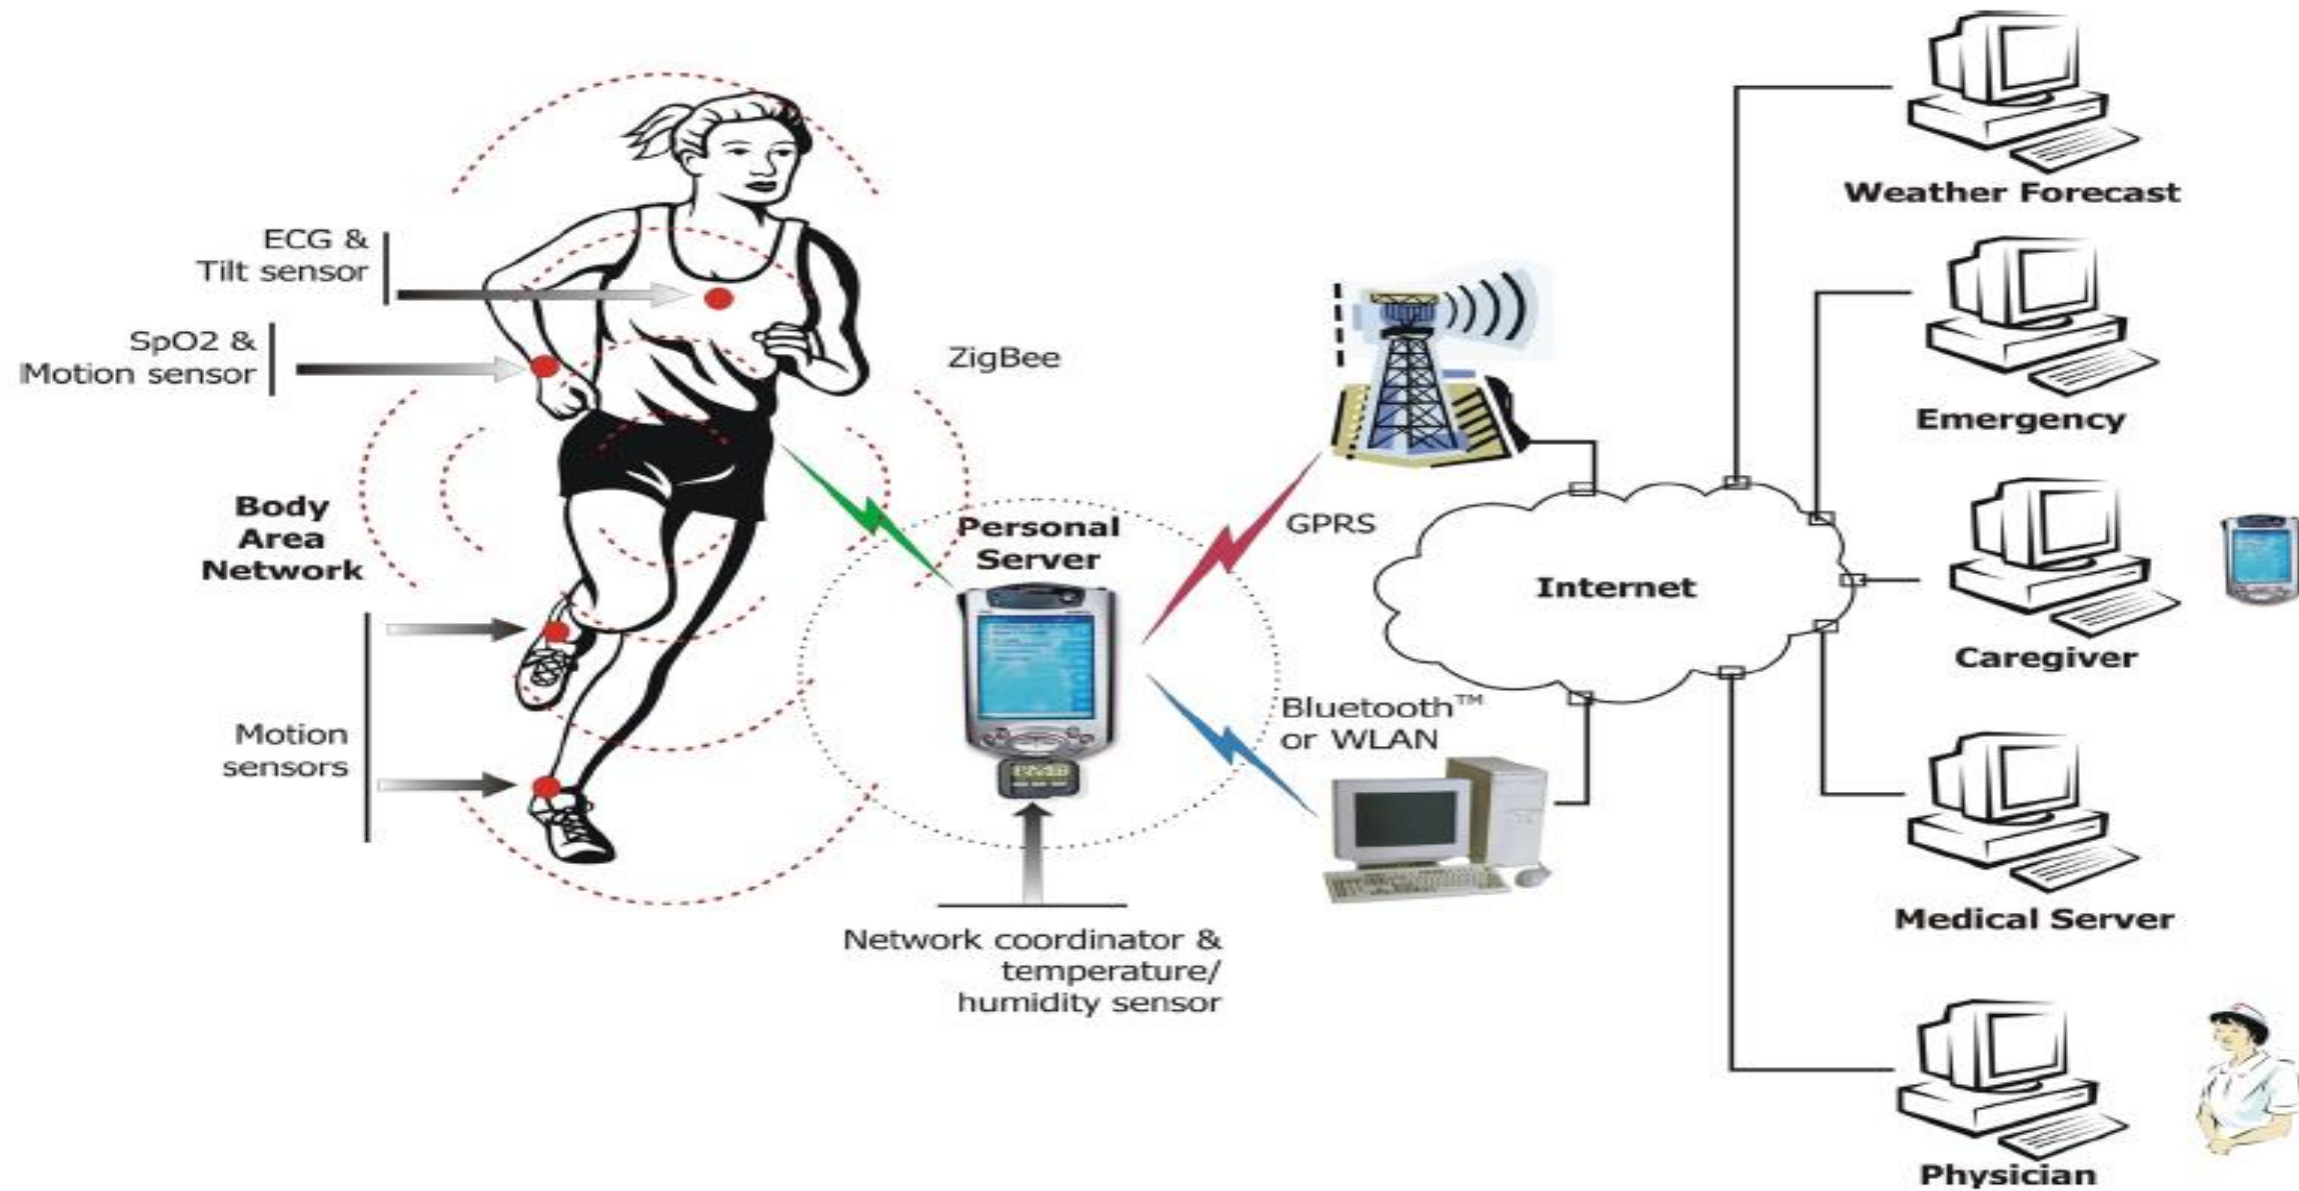 ECG &
Tilt sensor
SpO2 &
Motion sensor
Body
Area
Network
Motion
sensors
ZigBee
Personal
Server
Network coordinator &
temperature/
humidity sensor
GPRS
Bluetooth™
or WLAN
Internet
Weather Forecast
Emergency
Caregiver
Medical Server
Physician